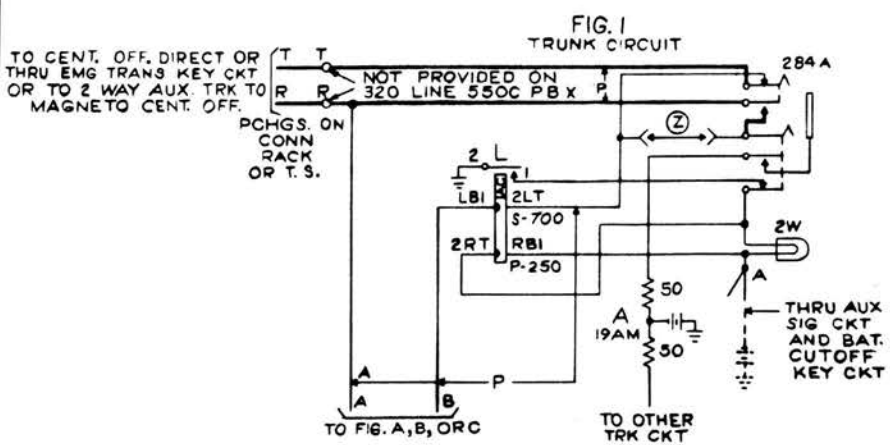 FIG. 1
TRUNK CIRCUIT
TO CENT. OFF. DIRECT OR
THRU EMG TRANS KEY CKT
OR TO 2 WAY AUX. TRK TO
MAGNETO CENT. OFF.
T T
R R
NOT PROVIDED ON
320 LINE 550C PBX
P
284A
PCHGS. ON
CONN
RACK
OR T. S.
Z
2 L 1
LB1 2LT
S-700
2RT RB1
P-250
2W
A
50
A
19AM
50
THRU AUX
SIG CKT
AND BAT.
CUTOFF
KEY CKT
A
P
A B
TO FIG. A, B, OR C
TO OTHER
TRK CKT